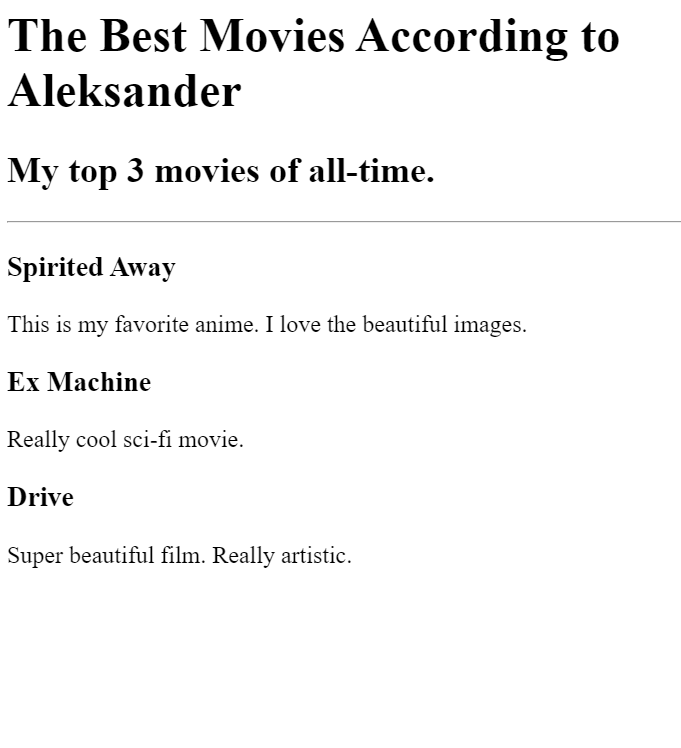 The Best Movies According to
Aleksander
My top 3 movies of all-time.
Spirited Away
This is my favorite anime. I love the beautiful images.
Ex Machine
Really cool sci-fi movie.
Drive
Super beautiful film. Really artistic.